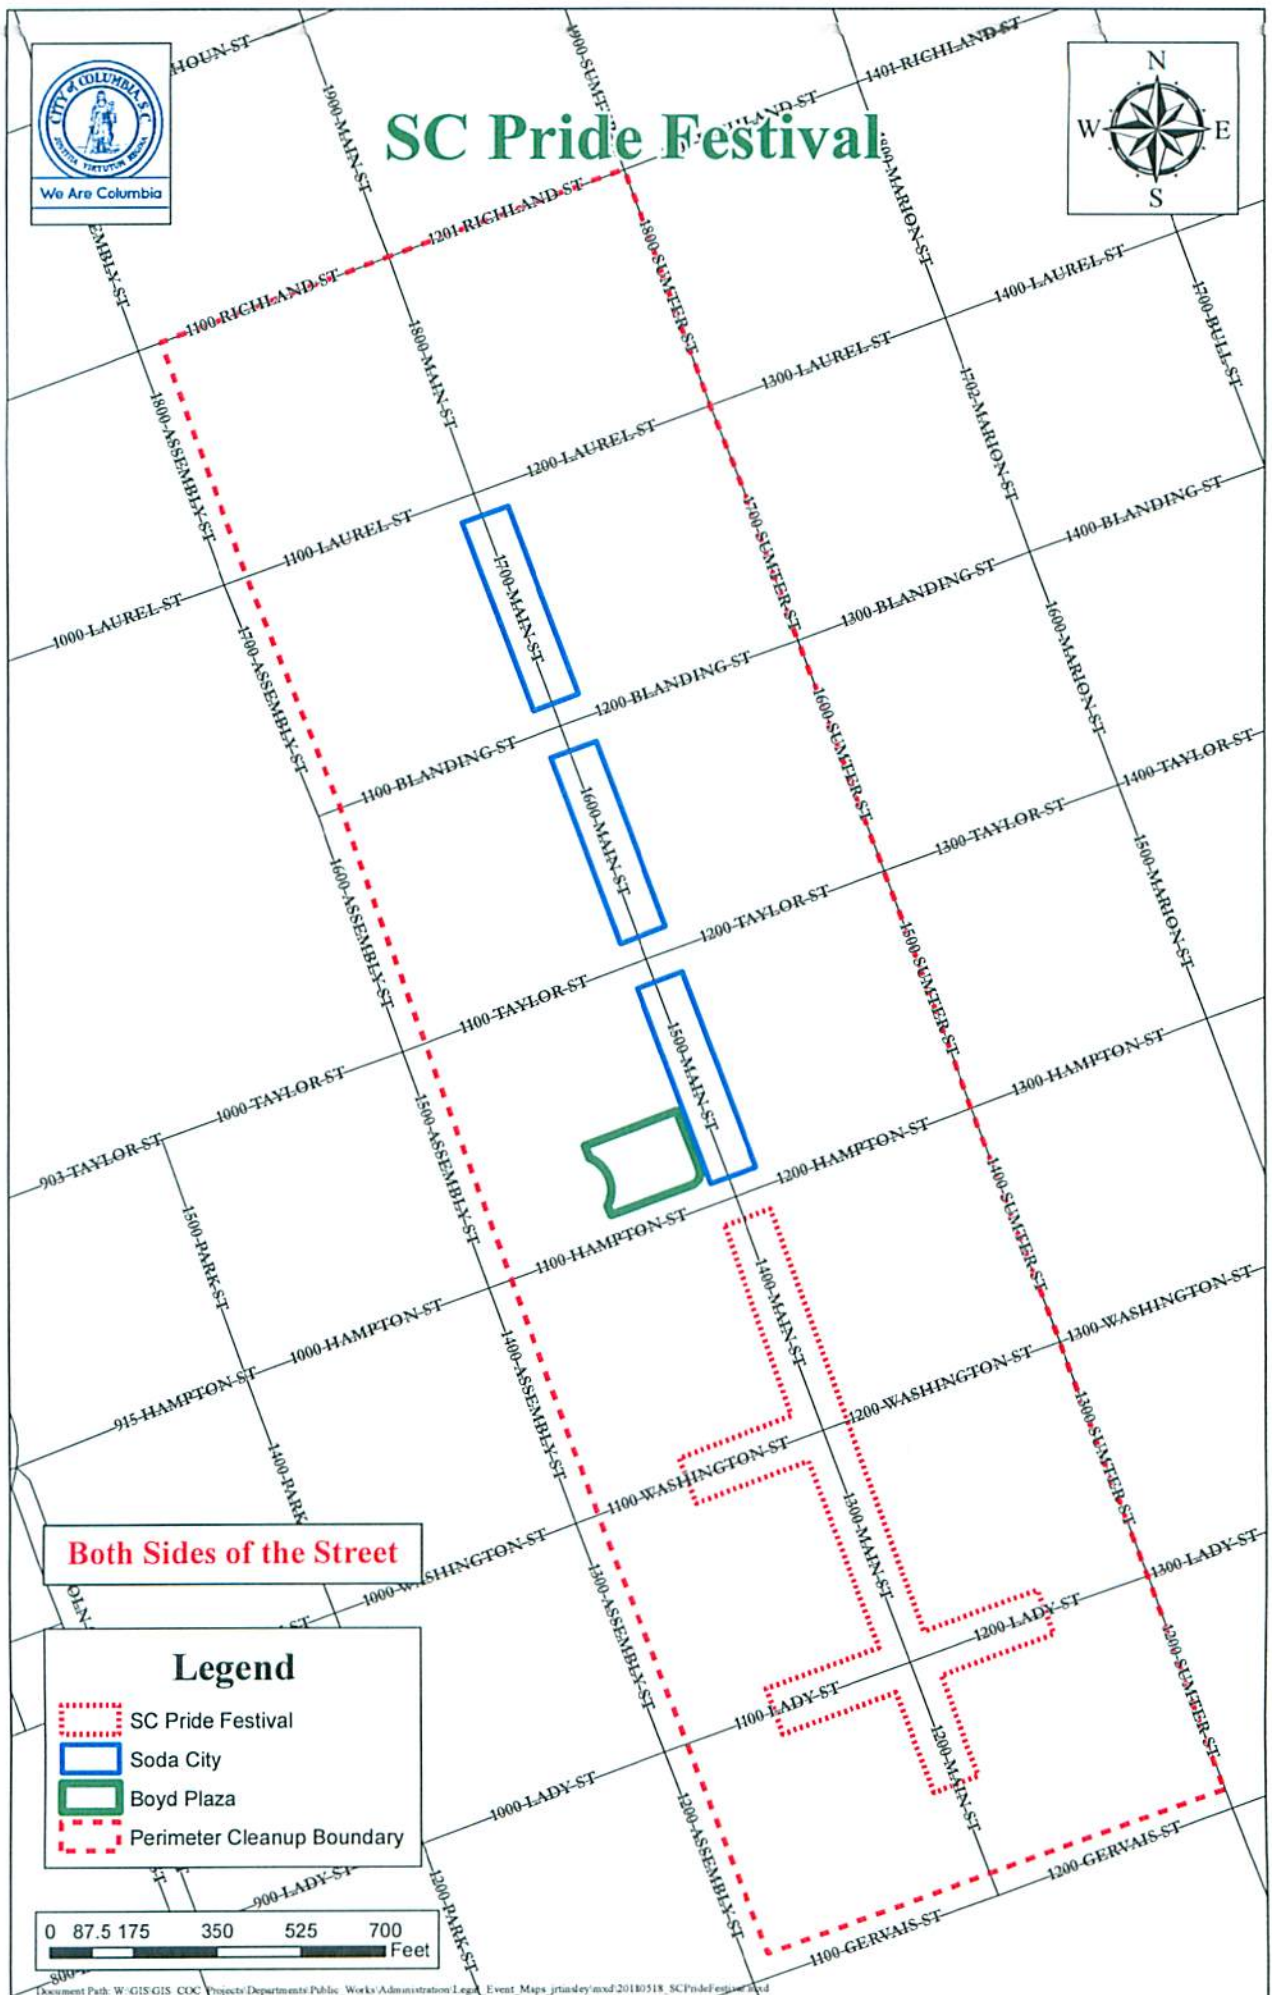 SC Pride Festival
CITY of COLUMBIA, S.C.
JUSTITIA VIRTUTUM REGINA
We Are Columbia
N
W
E
S
1900 MAIN ST
1401 RICHLAND ST
1201 RICHLAND ST
1100 RICHLAND ST
1800 SUMTER ST
1400 LAUREL ST
1700 BULL ST
1800 MAIN ST
1300 LAUREL ST
1702 MARION ST
1800 ASSEMBLY ST
1200 LAUREL ST
1100 LAUREL ST
1000 LAUREL ST
1700 MAIN ST
1700 SUMTER ST
1400 BLANDING ST
1300 BLANDING ST
1600 MARION ST
1700 ASSEMBLY ST
1200 BLANDING ST
1100 BLANDING ST
1600 SUMTER ST
1400 TAYLOR ST
1600 MAIN ST
1300 TAYLOR ST
1500 MARION ST
1600 ASSEMBLY ST
1200 TAYLOR ST
1100 TAYLOR ST
1500 SUMTER ST
1500 MAIN ST
1300 HAMPTON ST
1000 TAYLOR ST
903 TAYLOR ST
1500 ASSEMBLY ST
1200 HAMPTON ST
1400 SUMTER ST
1500 PARK ST
1100 HAMPTON ST
1400 MAIN ST
1300 WASHINGTON ST
1000 HAMPTON ST
915 HAMPTON ST
1400 ASSEMBLY ST
1200 WASHINGTON ST
1300 SUMTER ST
1400 PARK
1100 WASHINGTON ST
1300 MAIN ST
1300 LADY ST
1000 WASHINGTON ST
1300 ASSEMBLY ST
1200 LADY ST
1200 SUMTER ST
1100 LADY ST
1200 MAIN ST
1000 LADY ST
1200 ASSEMBLY ST
1200 GERVAIS ST
900 LADY ST
1200 PARK ST
1100 GERVAIS ST
Both Sides of the Street
Legend
SC Pride Festival
Soda City
Boyd Plaza
Perimeter Cleanup Boundary
0 87.5 175 350 525 700
Feet